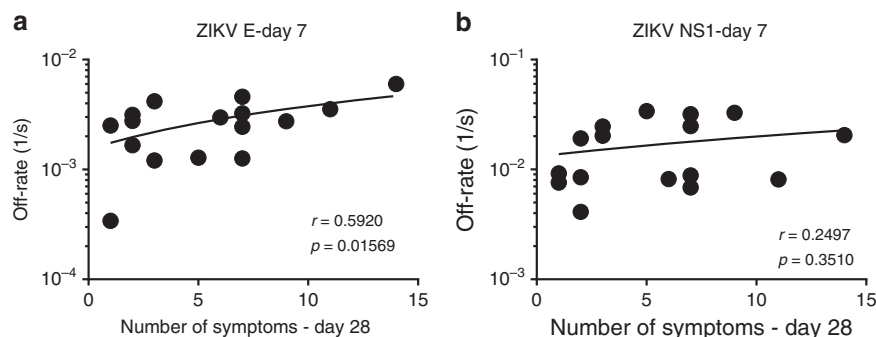 a
ZIKV E-day 7
Off-rate (1/s)
10⁻²
10⁻³
10⁻⁴
r = 0.5920
p = 0.01569
0 5 10 15
Number of symptoms - day 28
b
ZIKV NS1-day 7
Off-rate (1/s)
10⁻¹
10⁻²
10⁻³
r = 0.2497
p = 0.3510
0 5 10 15
Number of symptoms - day 28